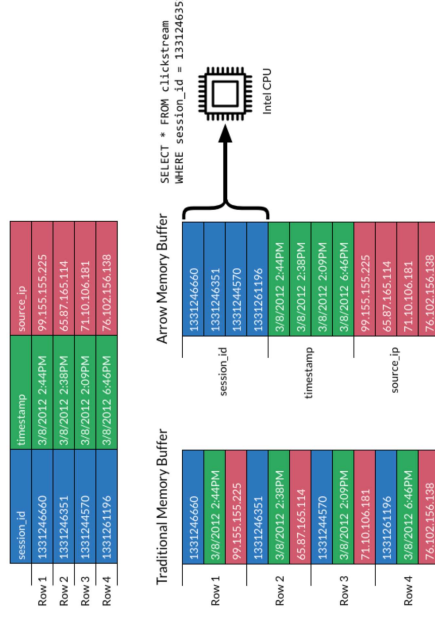 session_id timestamp source_ip
Row 1 1331246660 3/8/2012 2:44PM 99.155.155.225
Row 2 1331246351 3/8/2012 2:38PM 65.87.165.114
Row 3 1331244570 3/8/2012 2:09PM 71.10.106.181
Row 4 1331261196 3/8/2012 6:46PM 76.102.156.138
Traditional Memory Buffer
Row 1
1331246660
3/8/2012 2:44PM
99.155.155.225
Row 2
1331246351
3/8/2012 2:38PM
65.87.165.114
Row 3
1331244570
3/8/2012 2:09PM
71.10.106.181
Row 4
1331261196
3/8/2012 6:46PM
76.102.156.138
Arrow Memory Buffer
session_id
1331246660
1331246351
1331244570
1331261196
timestamp
3/8/2012 2:44PM
3/8/2012 2:38PM
3/8/2012 2:09PM
3/8/2012 6:46PM
source_ip
99.155.155.225
65.87.165.114
71.10.106.181
76.102.156.138
SELECT * FROM clickstream
WHERE session_id = 133124635
Intel CPU